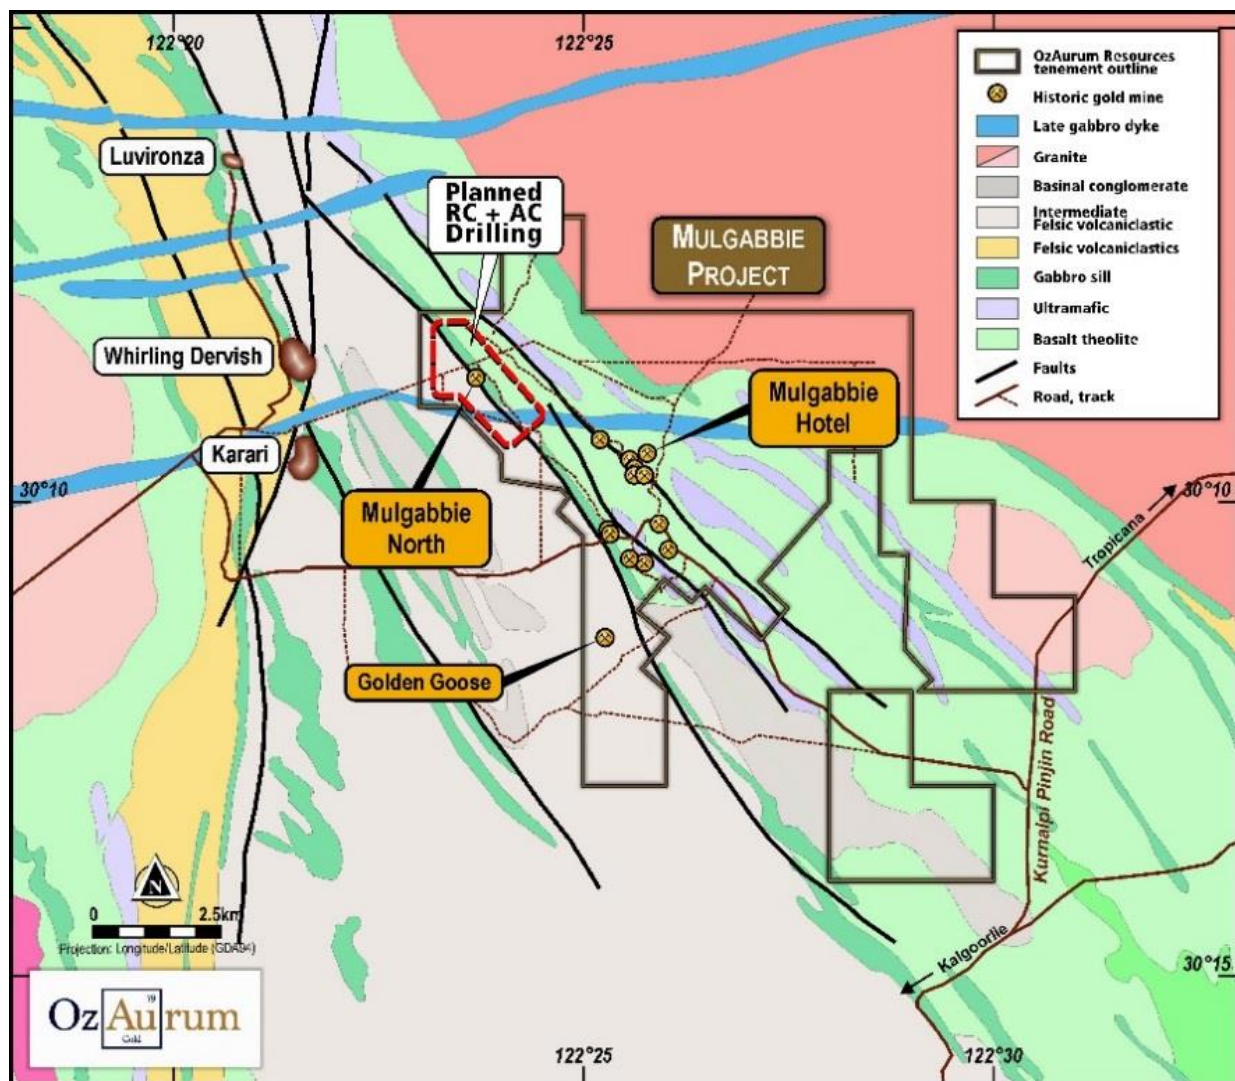 122°20
122°25
OzAurum Resources
tenement outline
Historic gold mine
Late gabbro dyke
Granite
Basinal conglomerate
Intermediate
Felsic volcaniclastic
Felsic volcaniclastics
Gabbro sill
Ultramafic
Basalt theolite
Faults
Road, track
Luvironza
Planned
RC + AC
Drilling
MULGABBIE
PROJECT
Whirling Dervish
Mulgabbie
Hotel
Karari
30°10
30°10
Mulgabbie
North
Tropicana
Golden Goose
Kurnalpi Pinjin Road
N
0 2.5km
Projection: Longitude/Latitude (GDA94)
Kalgoorlie
30°15
79
OzAurum
Gold
122°25
122°30